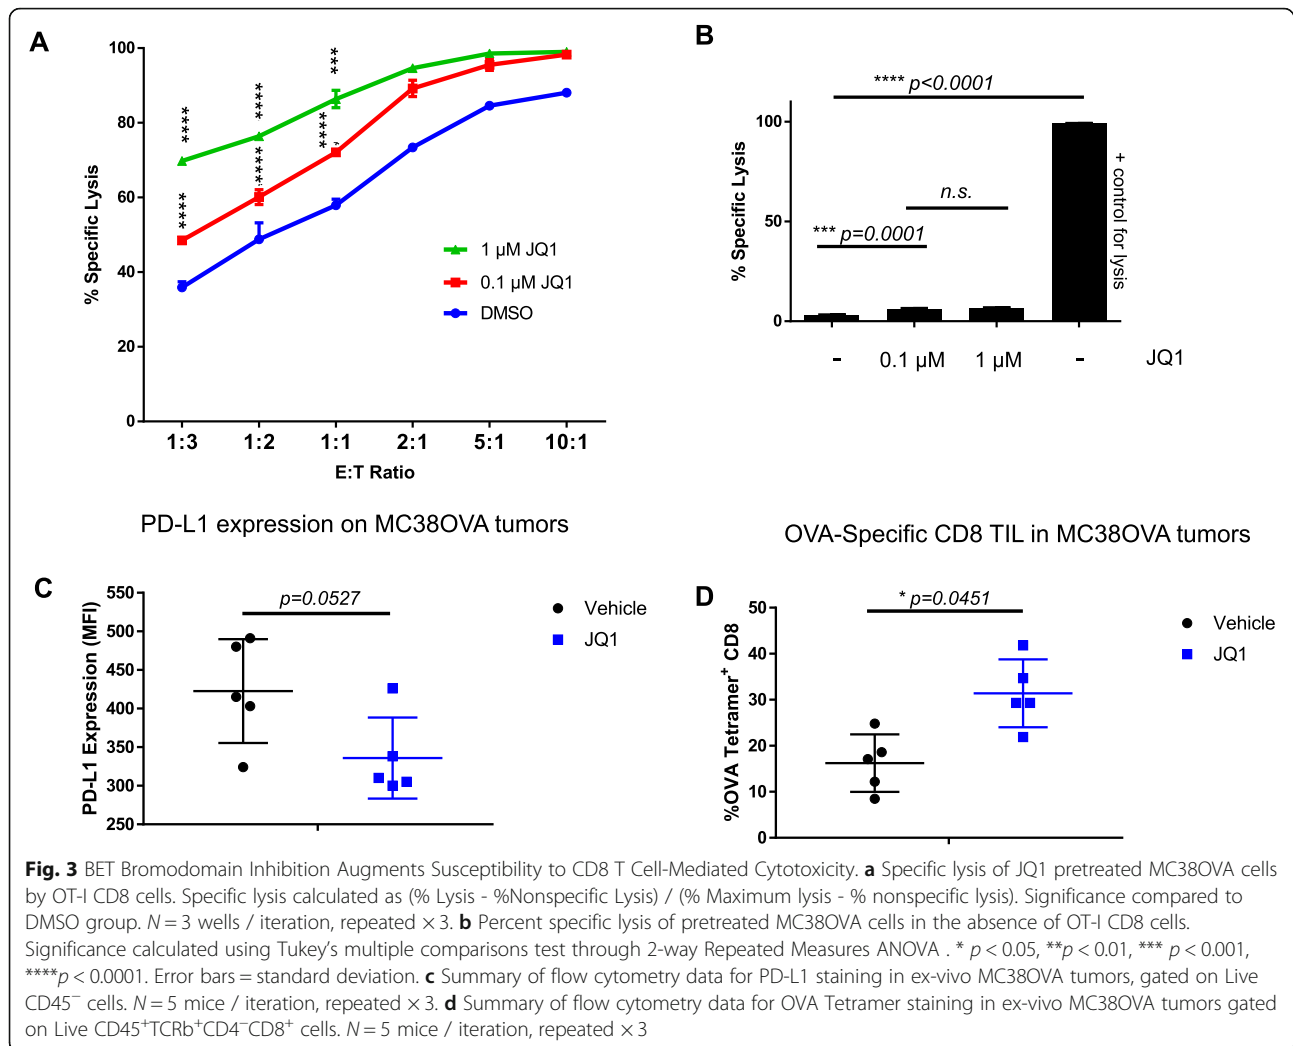 A
100
80
60
40
20
0
% Specific Lysis
****
****
***
****
****
****
1 µM JQ1
0.1 µM JQ1
DMSO
1:3 1:2 1:1 2:1 5:1 10:1
E:T Ratio
B
**** p<0.0001
100
50
0
% Specific Lysis
n.s.
*** p=0.0001
+ control for lysis
- 0.1 µM 1 µM - JQ1
PD-L1 expression on MC38OVA tumors
C
550
500
450
400
350
300
250
PD-L1 Expression (MFI)
p=0.0527
Vehicle
JQ1
OVA-Specific CD8 TIL in MC38OVA tumors
D
50
40
30
20
10
0
%OVA Tetramer+ CD8
* p=0.0451
Vehicle
JQ1
Fig. 3 BET Bromodomain Inhibition Augments Susceptibility to CD8 T Cell-Mediated Cytotoxicity. a Specific lysis of JQ1 pretreated MC38OVA cells
by OT-I CD8 cells. Specific lysis calculated as (% Lysis - %Nonspecific Lysis) / (% Maximum lysis - % nonspecific lysis). Significance compared to
DMSO group. N = 3 wells / iteration, repeated × 3. b Percent specific lysis of pretreated MC38OVA cells in the absence of OT-I CD8 cells.
Significance calculated using Tukey's multiple comparisons test through 2-way Repeated Measures ANOVA . * p < 0.05, **p < 0.01, *** p < 0.001,
****p < 0.0001. Error bars = standard deviation. c Summary of flow cytometry data for PD-L1 staining in ex-vivo MC38OVA tumors, gated on Live
CD45− cells. N = 5 mice / iteration, repeated × 3. d Summary of flow cytometry data for OVA Tetramer staining in ex-vivo MC38OVA tumors gated
on Live CD45+TCRb+CD4−CD8+ cells. N = 5 mice / iteration, repeated × 3